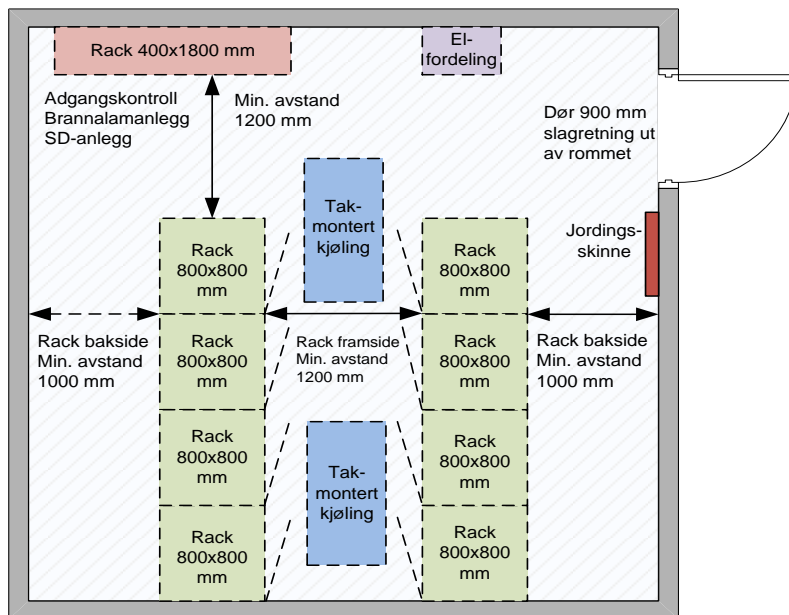 Rack 400x1800 mm
El-
fordeling
Adgangskontroll
Brannalamanlegg
SD-anlegg
Min. avstand
1200 mm
Dør 900 mm
slagretning ut
av rommet
Tak-
montert
kjøling
Jordings-
skinne
Rack
800x800
mm
Rack
800x800
mm
Rack bakside
Min. avstand
1000 mm
Rack
800x800
mm
Rack framside
Min. avstand
1200 mm
Rack
800x800
mm
Rack bakside
Min. avstand
1000 mm
Rack
800x800
mm
Tak-
montert
kjøling
Rack
800x800
mm
Rack
800x800
mm
Rack
800x800
mm